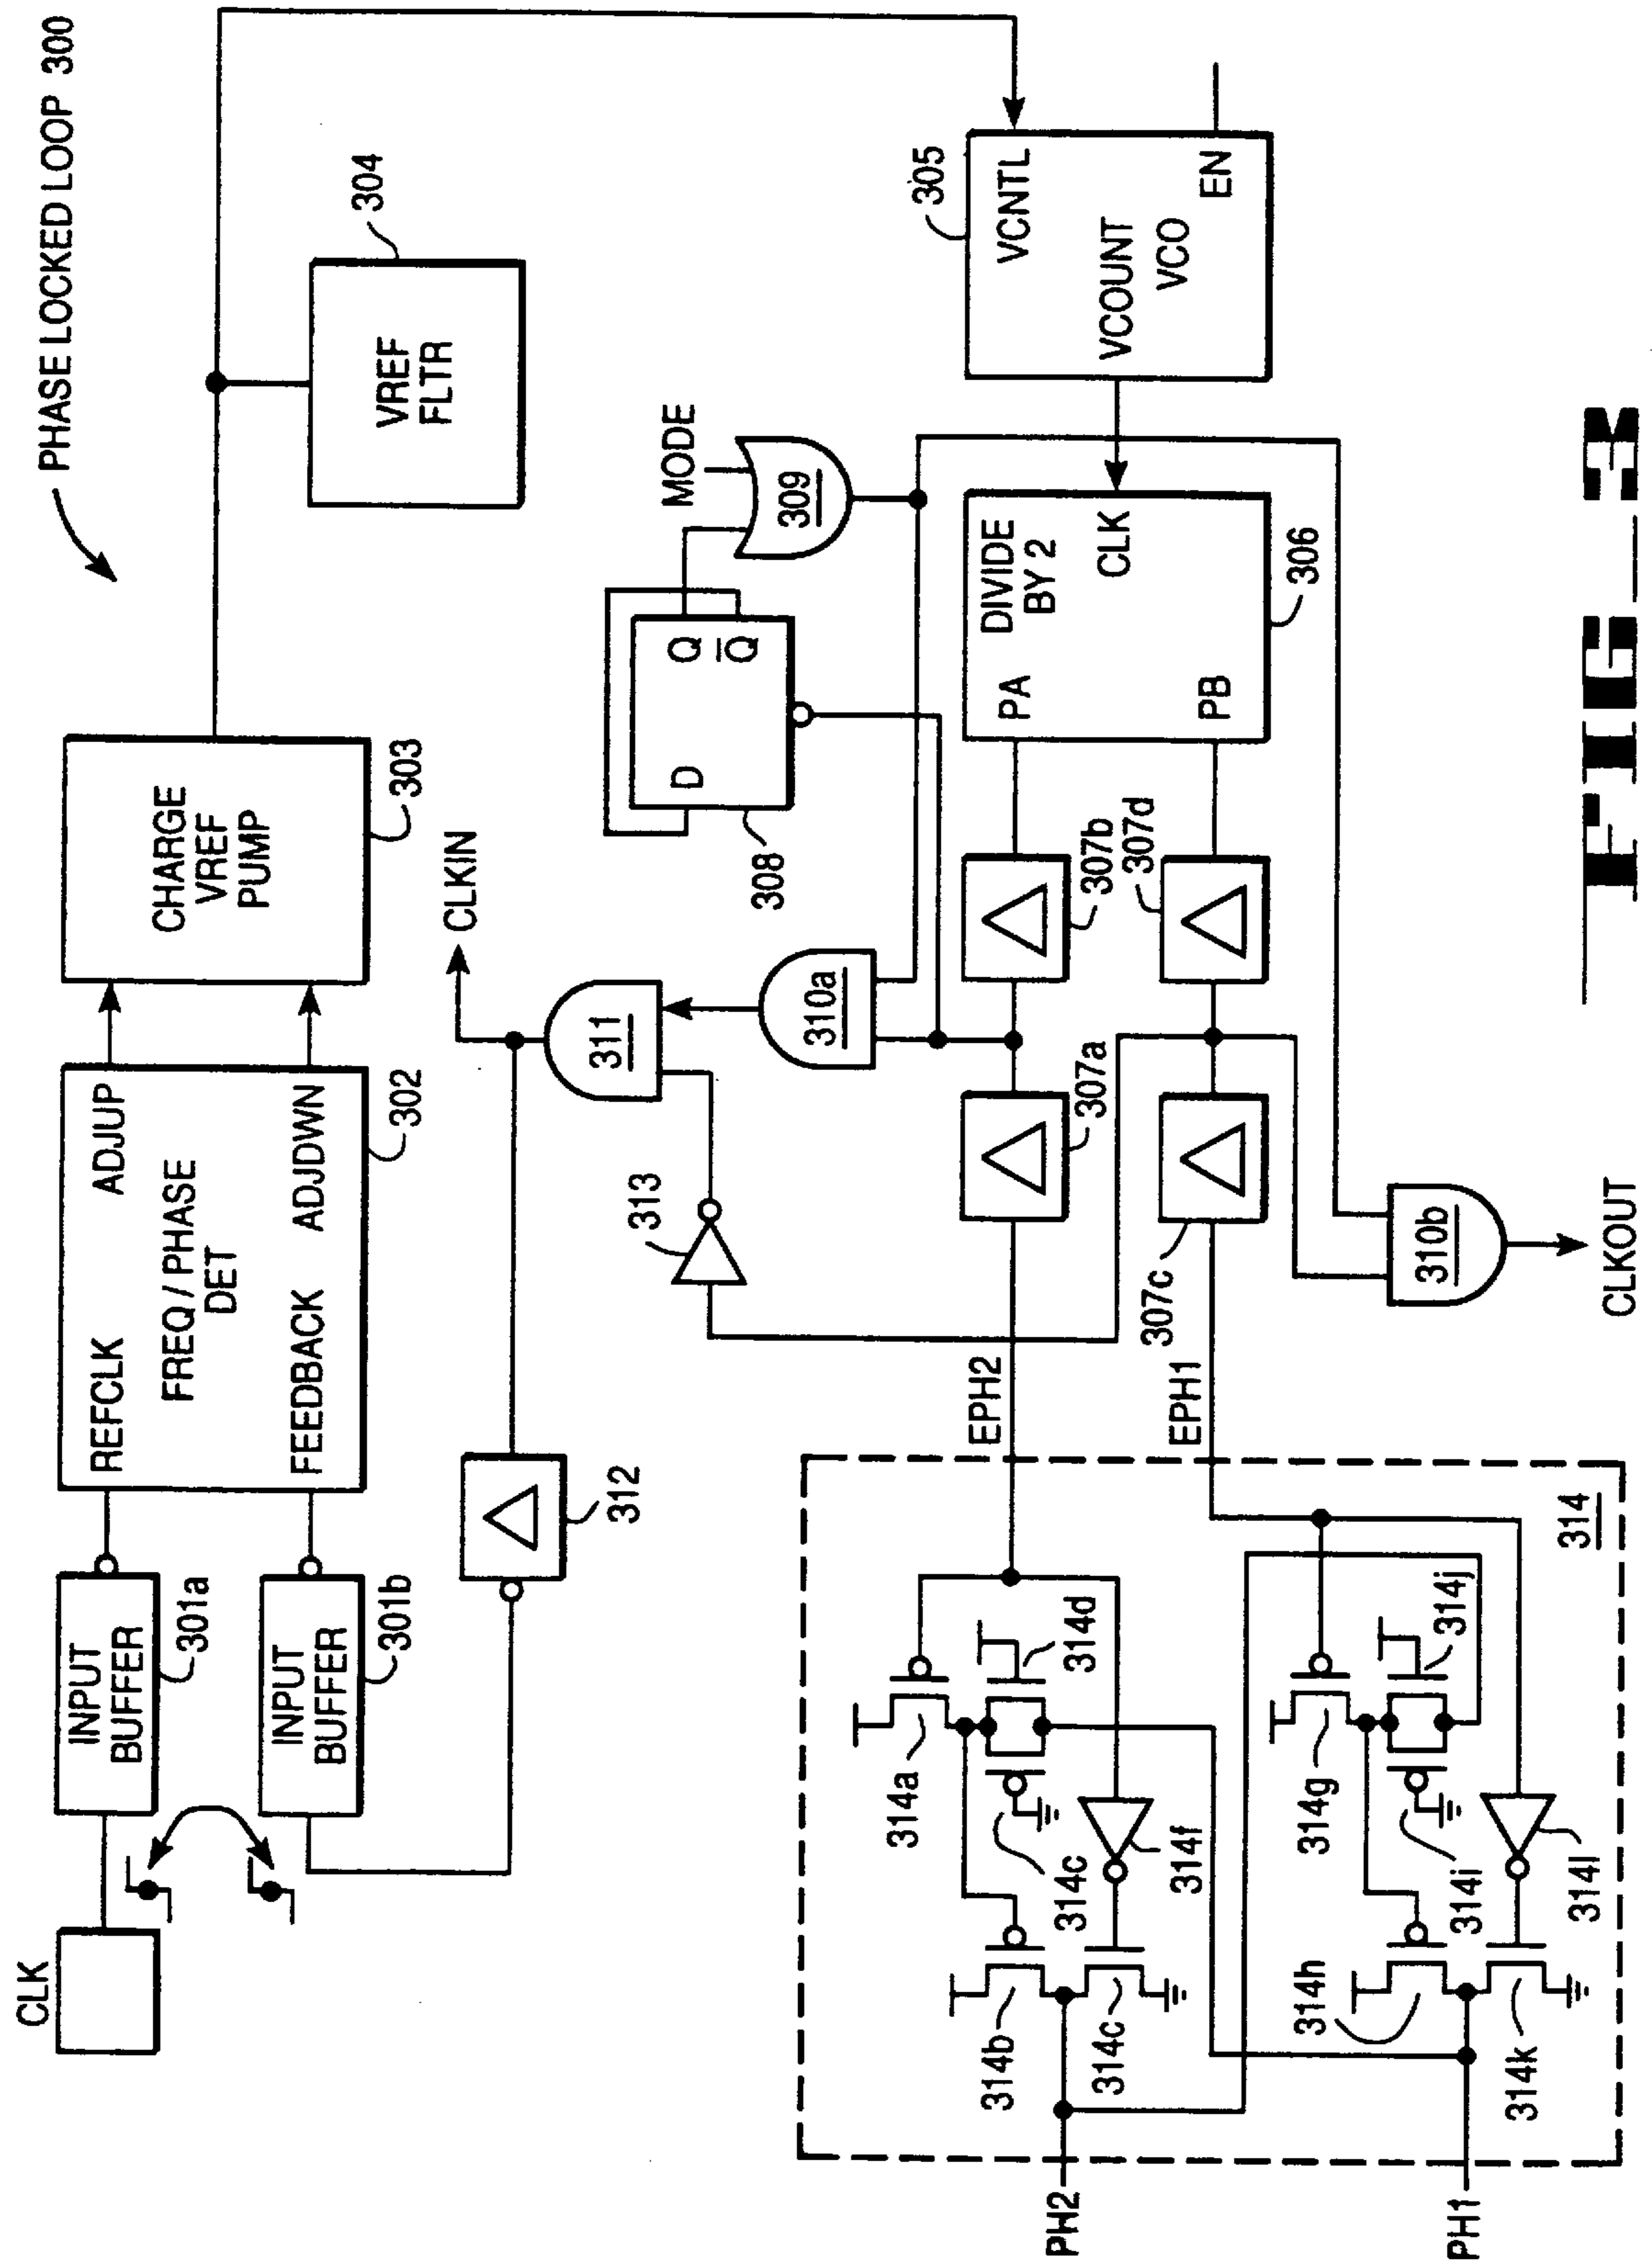 PHASE LOCKED LOOP 300
CLK
INPUT
BUFFER
301a
INPUT
BUFFER
301b
REFCLK
ADJUP
FREQ / PHASE
DET
FEEDBACK
ADJDWN
302
CHARGE
VREF
PUMP
303
VREF
FLTR
304
312
CLKIN
311
313
310a
D
Q
Q̅
308
MODE
309
VCNTL
VCOUNT
VCO
EN
305
DIVIDE
BY 2
PA
CLK
PB
306
307b
307d
307a
307c
EPH2
EPH1
310b
CLKOUT
314
314a
314d
314c
314f
314b
314c
314g
314j
314i
314l
314h
314k
PH2
PH1
FIG 3